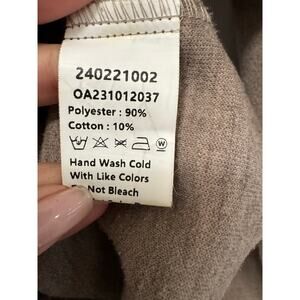 240221002
OA231012037
Polyester : 90%
Cotton : 10%
Hand Wash Cold
With Like Colors
Not Bleach